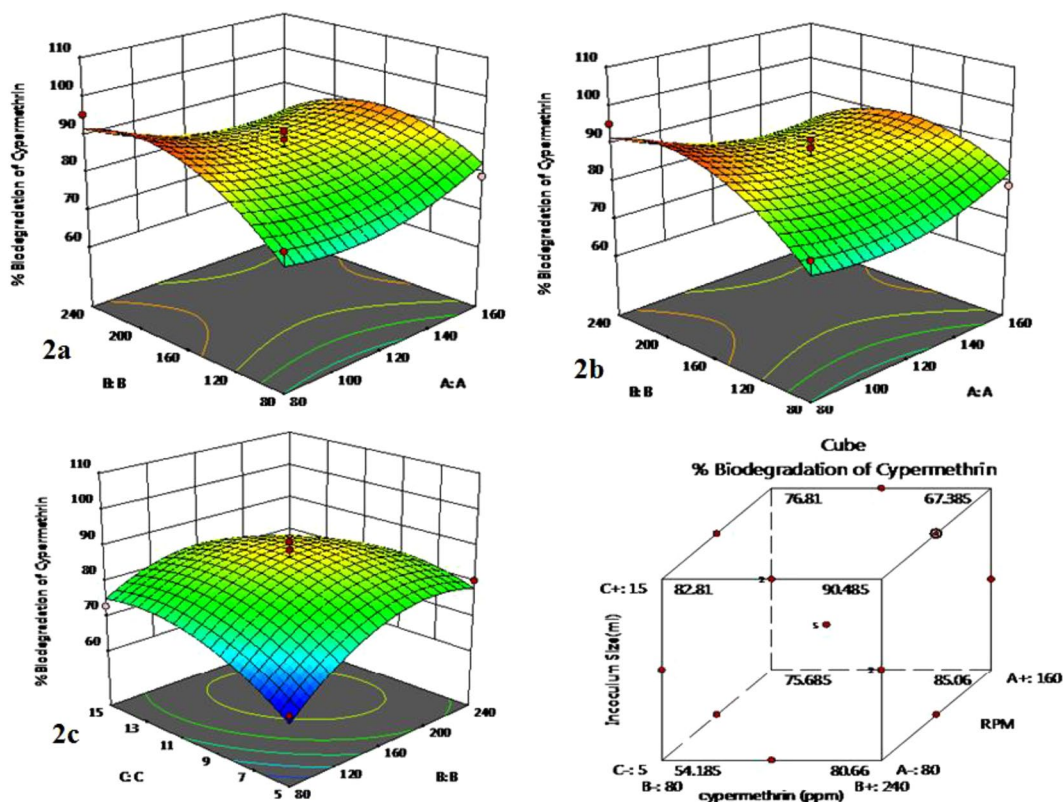 110
100
90
80
70
60
% Biodegradation of Cypermethrin
240
200
160
120
80
B: B
80
100
120
140
160
A: A
2a
110
100
90
80
70
60
% Biodegradation of Cypermethrin
240
200
160
120
80
B: B
80
100
120
140
160
A: A
2b
110
100
90
80
70
60
% Biodegradation of Cypermethrin
15
13
11
9
7
5
C: C
80
120
160
200
240
B: B
2c
Cube
% Biodegradation of Cypermethrin
76.81
67.385
C+: 15
82.81
90.485
2
5
2
Incoculum Size(ml)
75.685
85.06
A+: 160
RPM
C-: 5
54.185
80.66
A-: 80
B-: 80
B+: 240
cypermethrin (ppm)